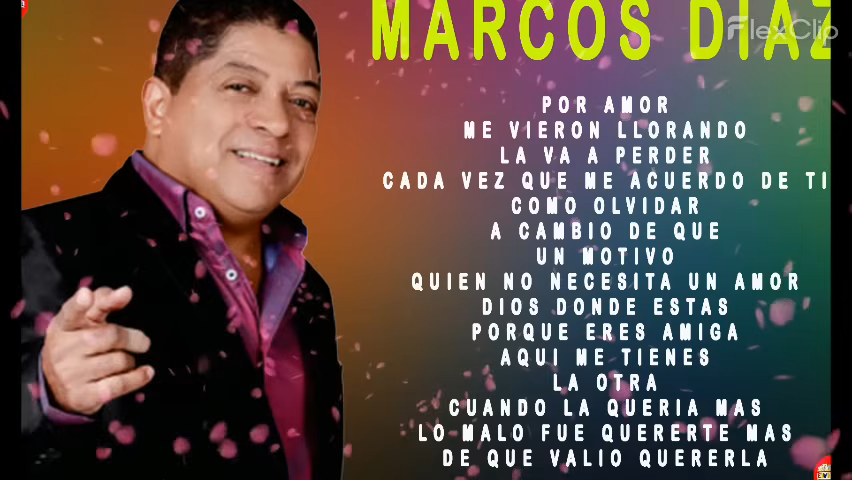 MARCOS DIAZ
FlexClip
POR AMOR
ME VIERON LLORANDO
LA VA A PERDER
CADA VEZ QUE ME ACUERDO DE TI
COMO OLVIDAR
A CAMBIO DE QUE
UN MOTIVO
QUIEN NO NECESITA UN AMOR
DIOS DONDE ESTAS
PORQUE ERES AMIGA
AQUI ME TIENES
LA OTRA
CUANDO LA QUERIA MAS
LO MALO FUE QUERERTE MAS
DE QUE VALIO QUERERLA